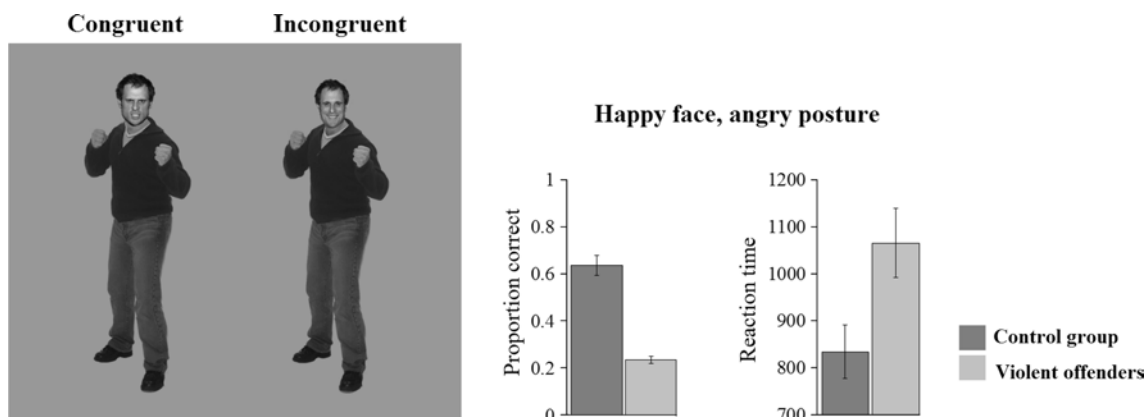 Congruent
Incongruent
Happy face, angry posture
Proportion correct
1
0.8
0.6
0.4
0.2
0
Reaction time
1200
1100
1000
900
800
700
Control group
Violent offenders